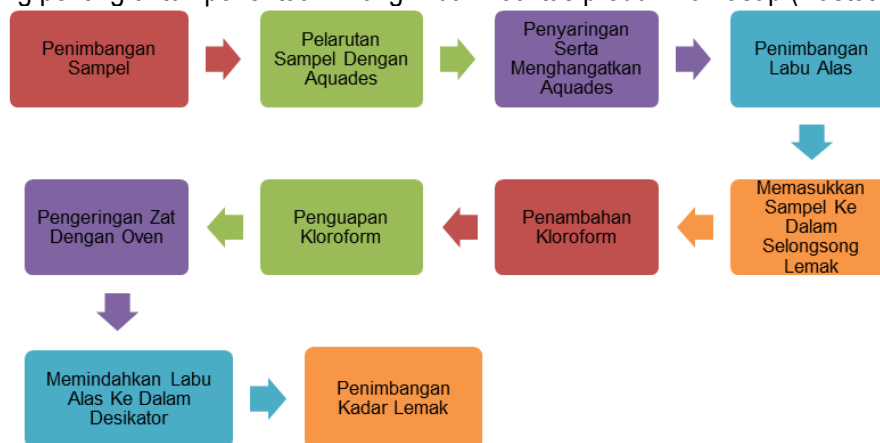 Penimbangan
Sampel
Pelarutan
Sampel Dengan
Aquades
Penyaringan
Serta
Menghangatkan
Aquades
Penimbangan
Labu Alas
Memasukkan
Sampel Ke
Dalam
Selongsong
Lemak
Penambahan
Kloroform
Penguapan
Kloroform
Pengeringan Zat
Dengan Oven
Memindahkan Labu
Alas Ke Dalam
Desikator
Penimbangan
Kadar Lemak